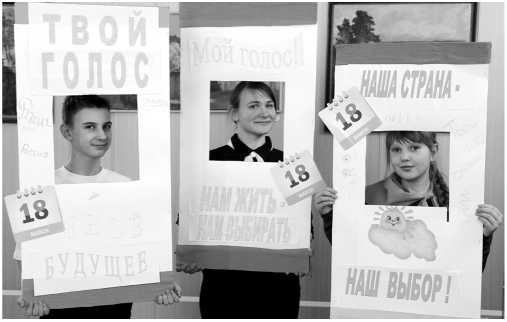 ТВОЙ
ГОЛОС
18
БУДУЩЕЕ
Мой голос!!
18
НАМ ЖИТЬ -
НАМ ВЫБИРАТЬ
НАША СТРАНА -
18
НАШ ВЫБОР!